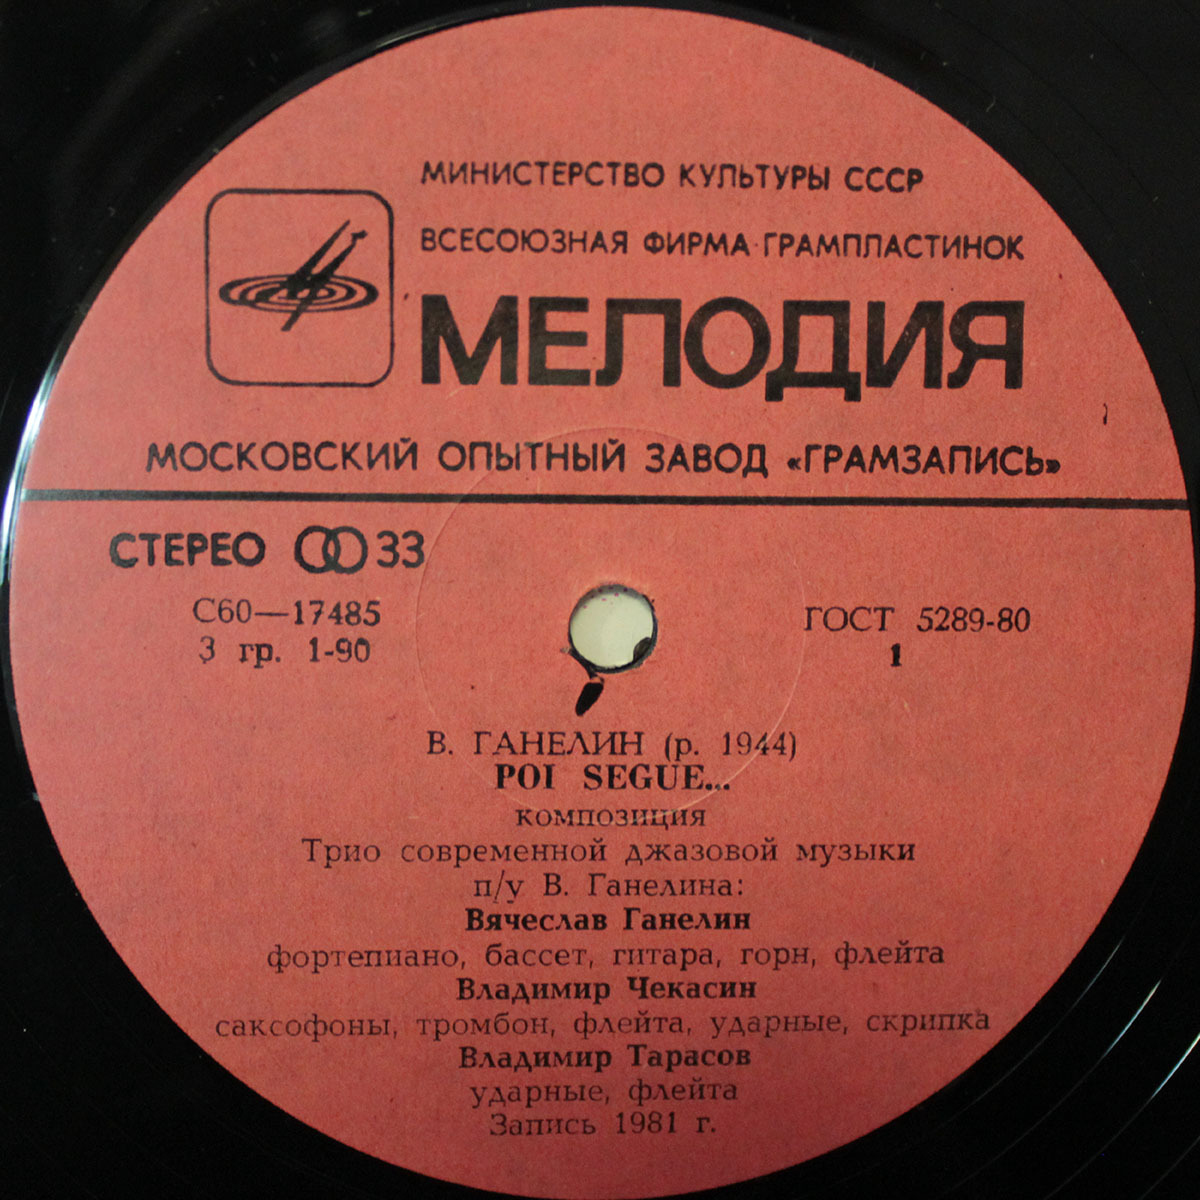 МИНИСТЕРСТВО КУЛЬТУРЫ СССР
ВСЕСОЮЗНАЯ ФИРМА ГРАМПЛАСТИНОК
МЕЛОДИЯ
МОСКОВСКИЙ ОПЫТНЫЙ ЗАВОД «ГРАМЗАПИСЬ»
СТЕРЕО 33
С60—17485
ГОСТ 5289-80
3 гр. 1-90
1
В. ГАНЕЛИН (р. 1944)
POI SEGUE...
композиция
Трио современной джазовой музыки
п/у В. Ганелина:
Вячеслав Ганелин
фортепиано, бассет, гитара, горн, флейта
Владимир Чекасин
саксофоны, тромбон, флейта, ударные, скрипка
Владимир Тарасов
ударные, флейта
Запись 1981 г.